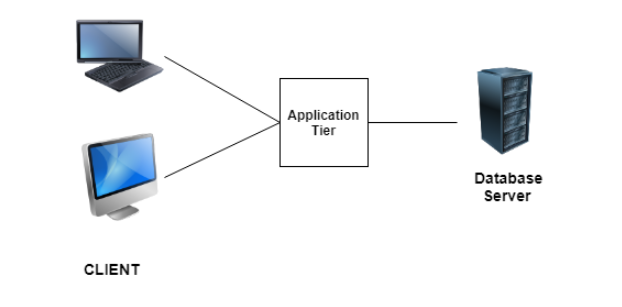 Application
Tier
Database
Server
CLIENT